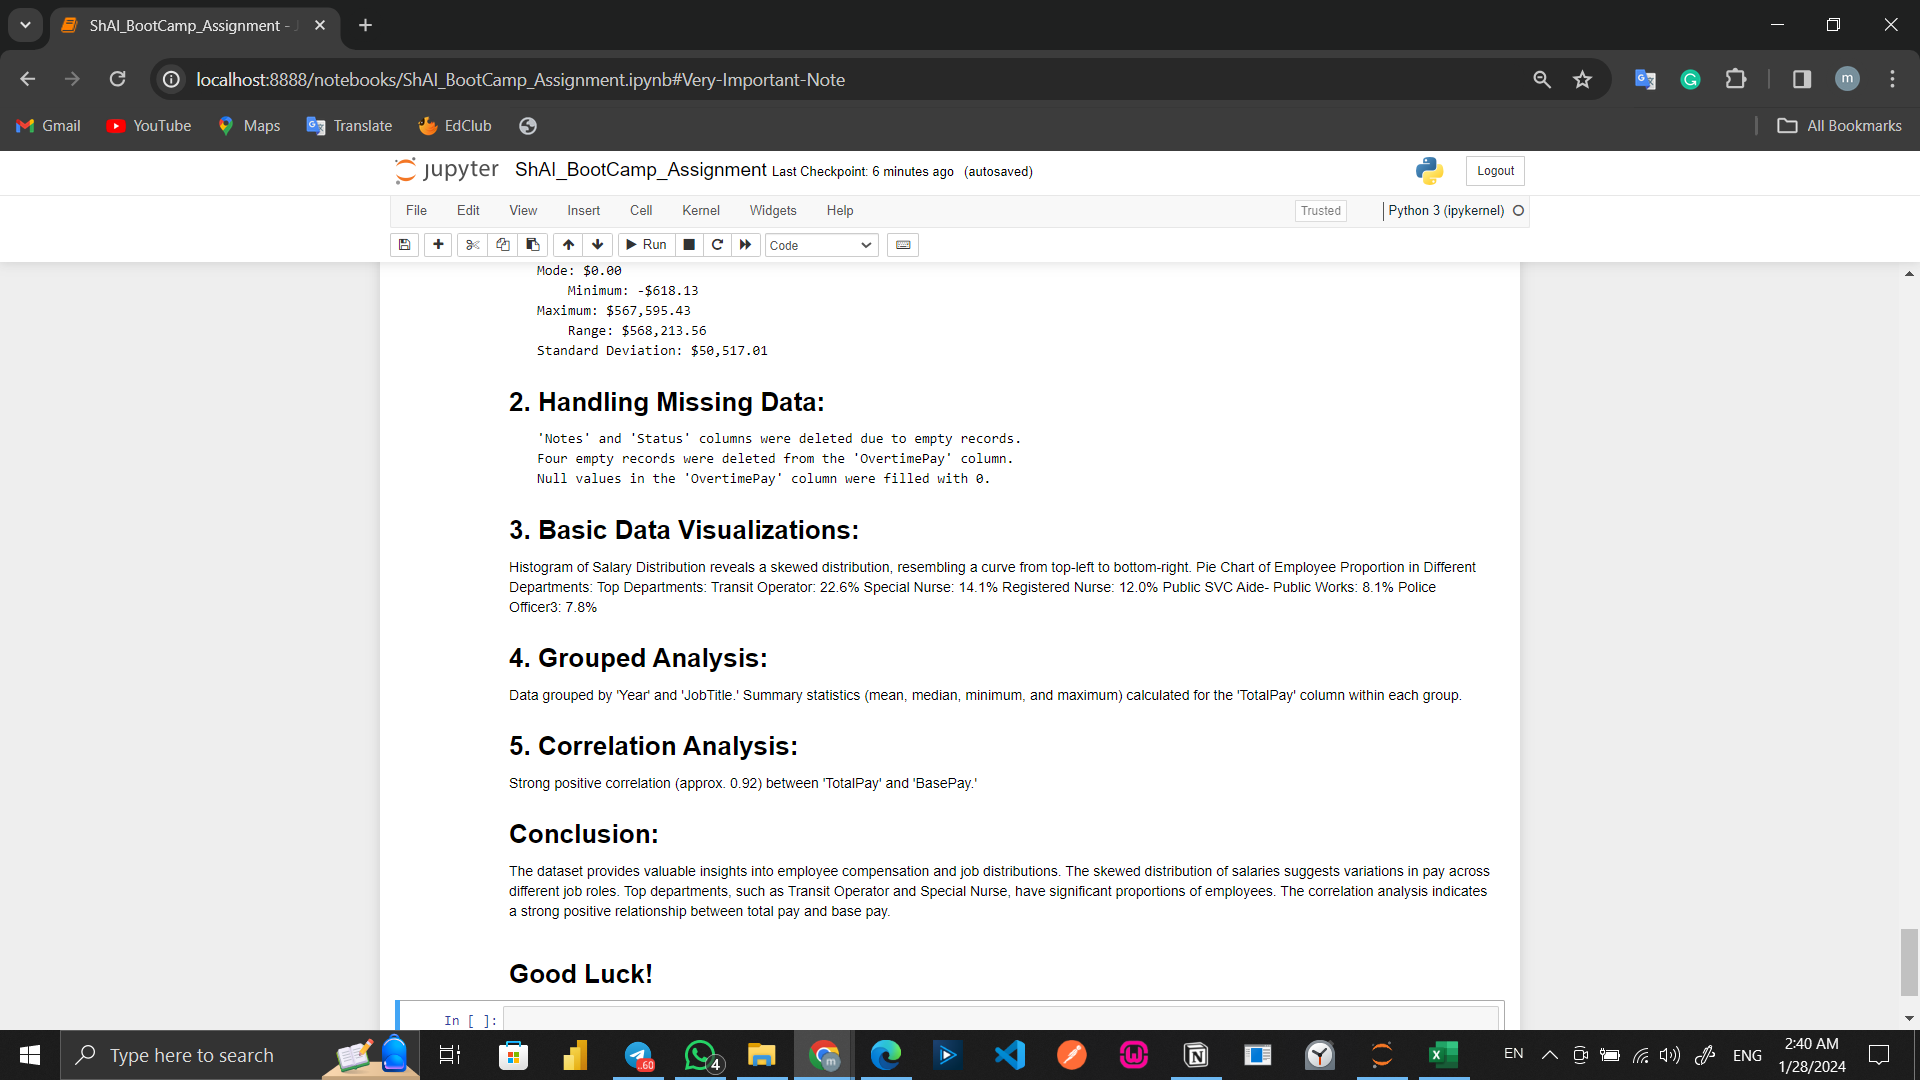 ShAI_BootCamp_Assignment - J
localhost:8888/notebooks/ShAI_BootCamp_Assignment.ipynb#Very-Important-Note
m
Gmail YouTube Maps Translate EdClub All Bookmarks
jupyter ShAI_BootCamp_Assignment Last Checkpoint: 6 minutes ago (autosaved) Logout
File Edit View Insert Cell Kernel Widgets Help Trusted Python 3 (ipykernel)
Run Code
Mode: $0.00
Minimum: -$618.13
Maximum: $567,595.43
Range: $568,213.56
Standard Deviation: $50,517.01
2. Handling Missing Data:
'Notes' and 'Status' columns were deleted due to empty records.
Four empty records were deleted from the 'OvertimePay' column.
Null values in the 'OvertimePay' column were filled with 0.
3. Basic Data Visualizations:
Histogram of Salary Distribution reveals a skewed distribution, resembling a curve from top-left to bottom-right. Pie Chart of Employee Proportion in Different
Departments: Top Departments: Transit Operator: 22.6% Special Nurse: 14.1% Registered Nurse: 12.0% Public SVC Aide- Public Works: 8.1% Police
Officer3: 7.8%
4. Grouped Analysis:
Data grouped by 'Year' and 'JobTitle.' Summary statistics (mean, median, minimum, and maximum) calculated for the 'TotalPay' column within each group.
5. Correlation Analysis:
Strong positive correlation (approx. 0.92) between 'TotalPay' and 'BasePay.'
Conclusion:
The dataset provides valuable insights into employee compensation and job distributions. The skewed distribution of salaries suggests variations in pay across
different job roles. Top departments, such as Transit Operator and Special Nurse, have significant proportions of employees. The correlation analysis indicates
a strong positive relationship between total pay and base pay.
Good Luck!
In [ ]:
Type here to search
.60
4
EN
ENG
2:40 AM
1/28/2024